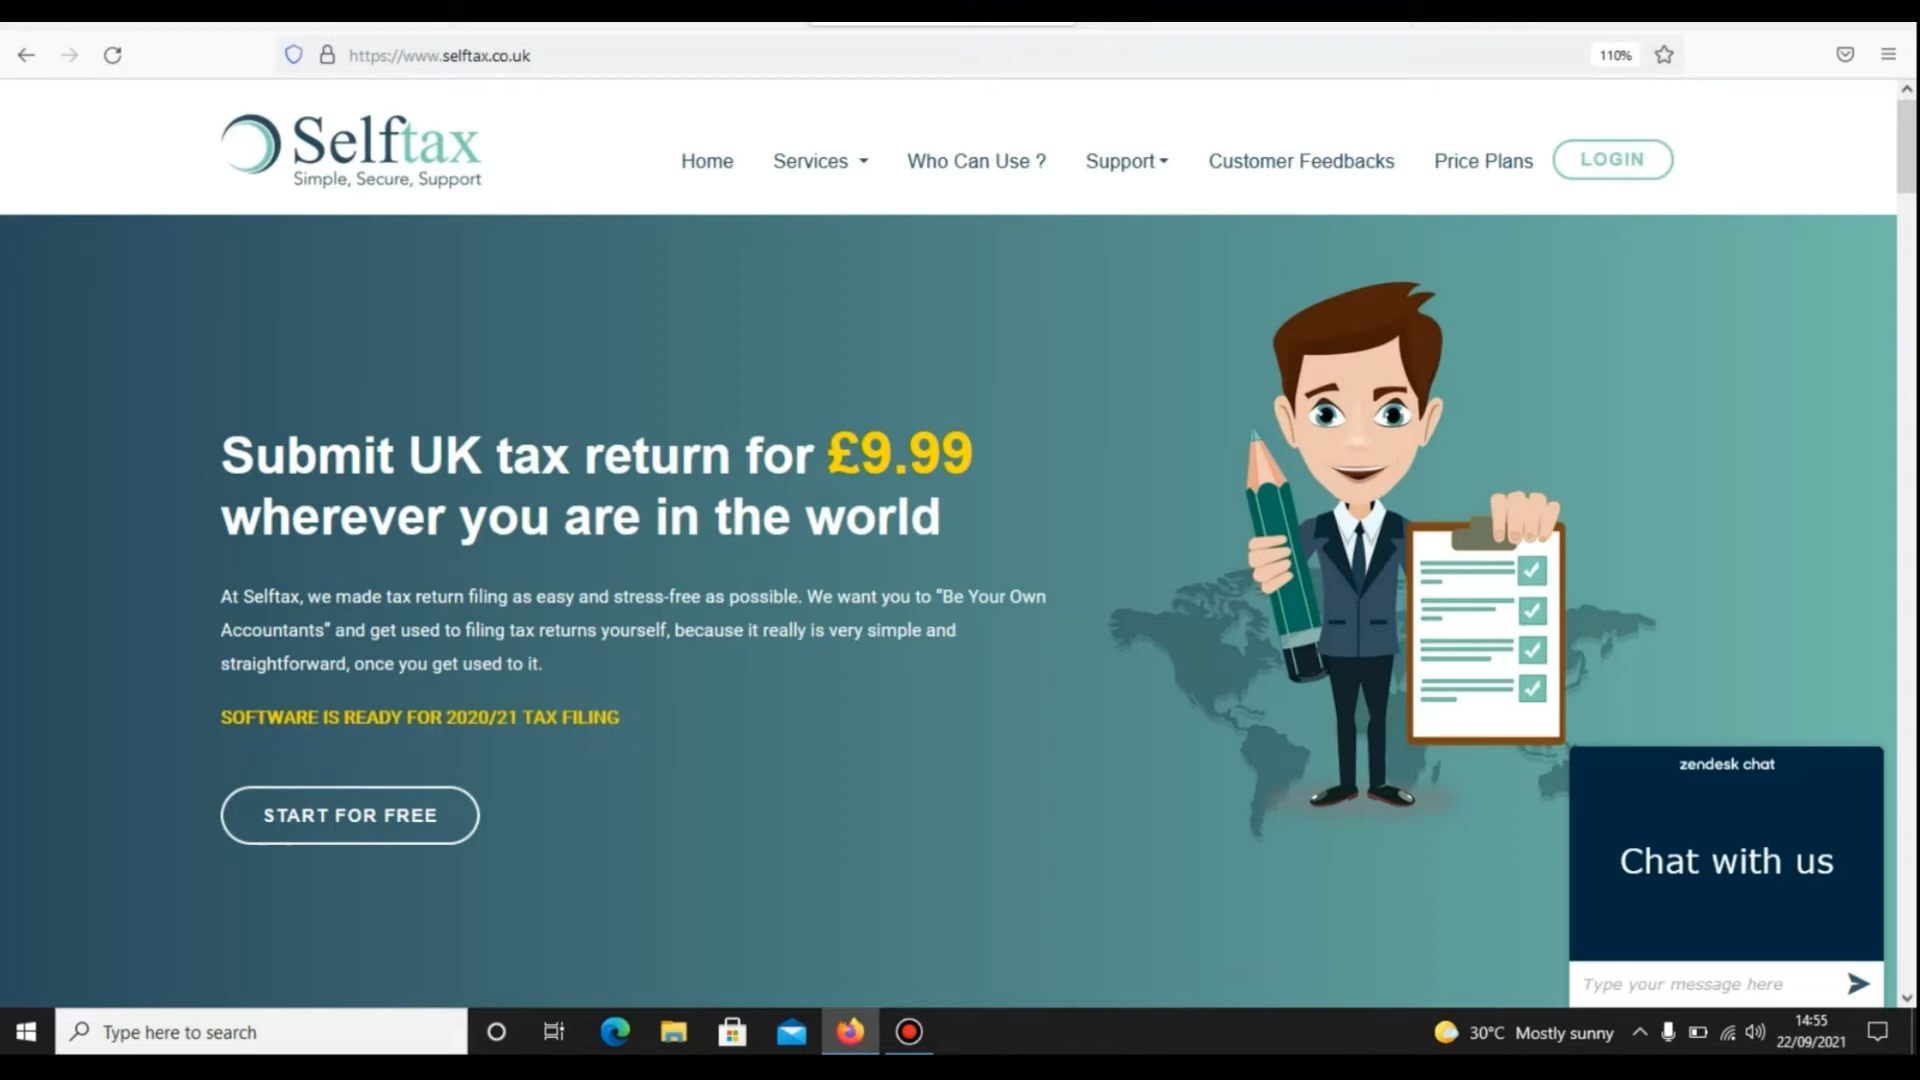 https://www.selftax.co.uk
110%
Selftax
Simple, Secure, Support
Home
Services
Who Can Use ?
Support
Customer Feedbacks
Price Plans
LOGIN
Submit UK tax return for £9.99
wherever you are in the world
At Selftax, we made tax return filing as easy and stress-free as possible. We want you to “Be Your Own
Accountants” and get used to filing tax returns yourself, because it really is very simple and
straightforward, once you get used to it.
SOFTWARE IS READY FOR 2020/21 TAX FILING
START FOR FREE
zendesk chat
Chat with us
Type your message here
Type here to search
30°C Mostly sunny
14:55
22/09/2021